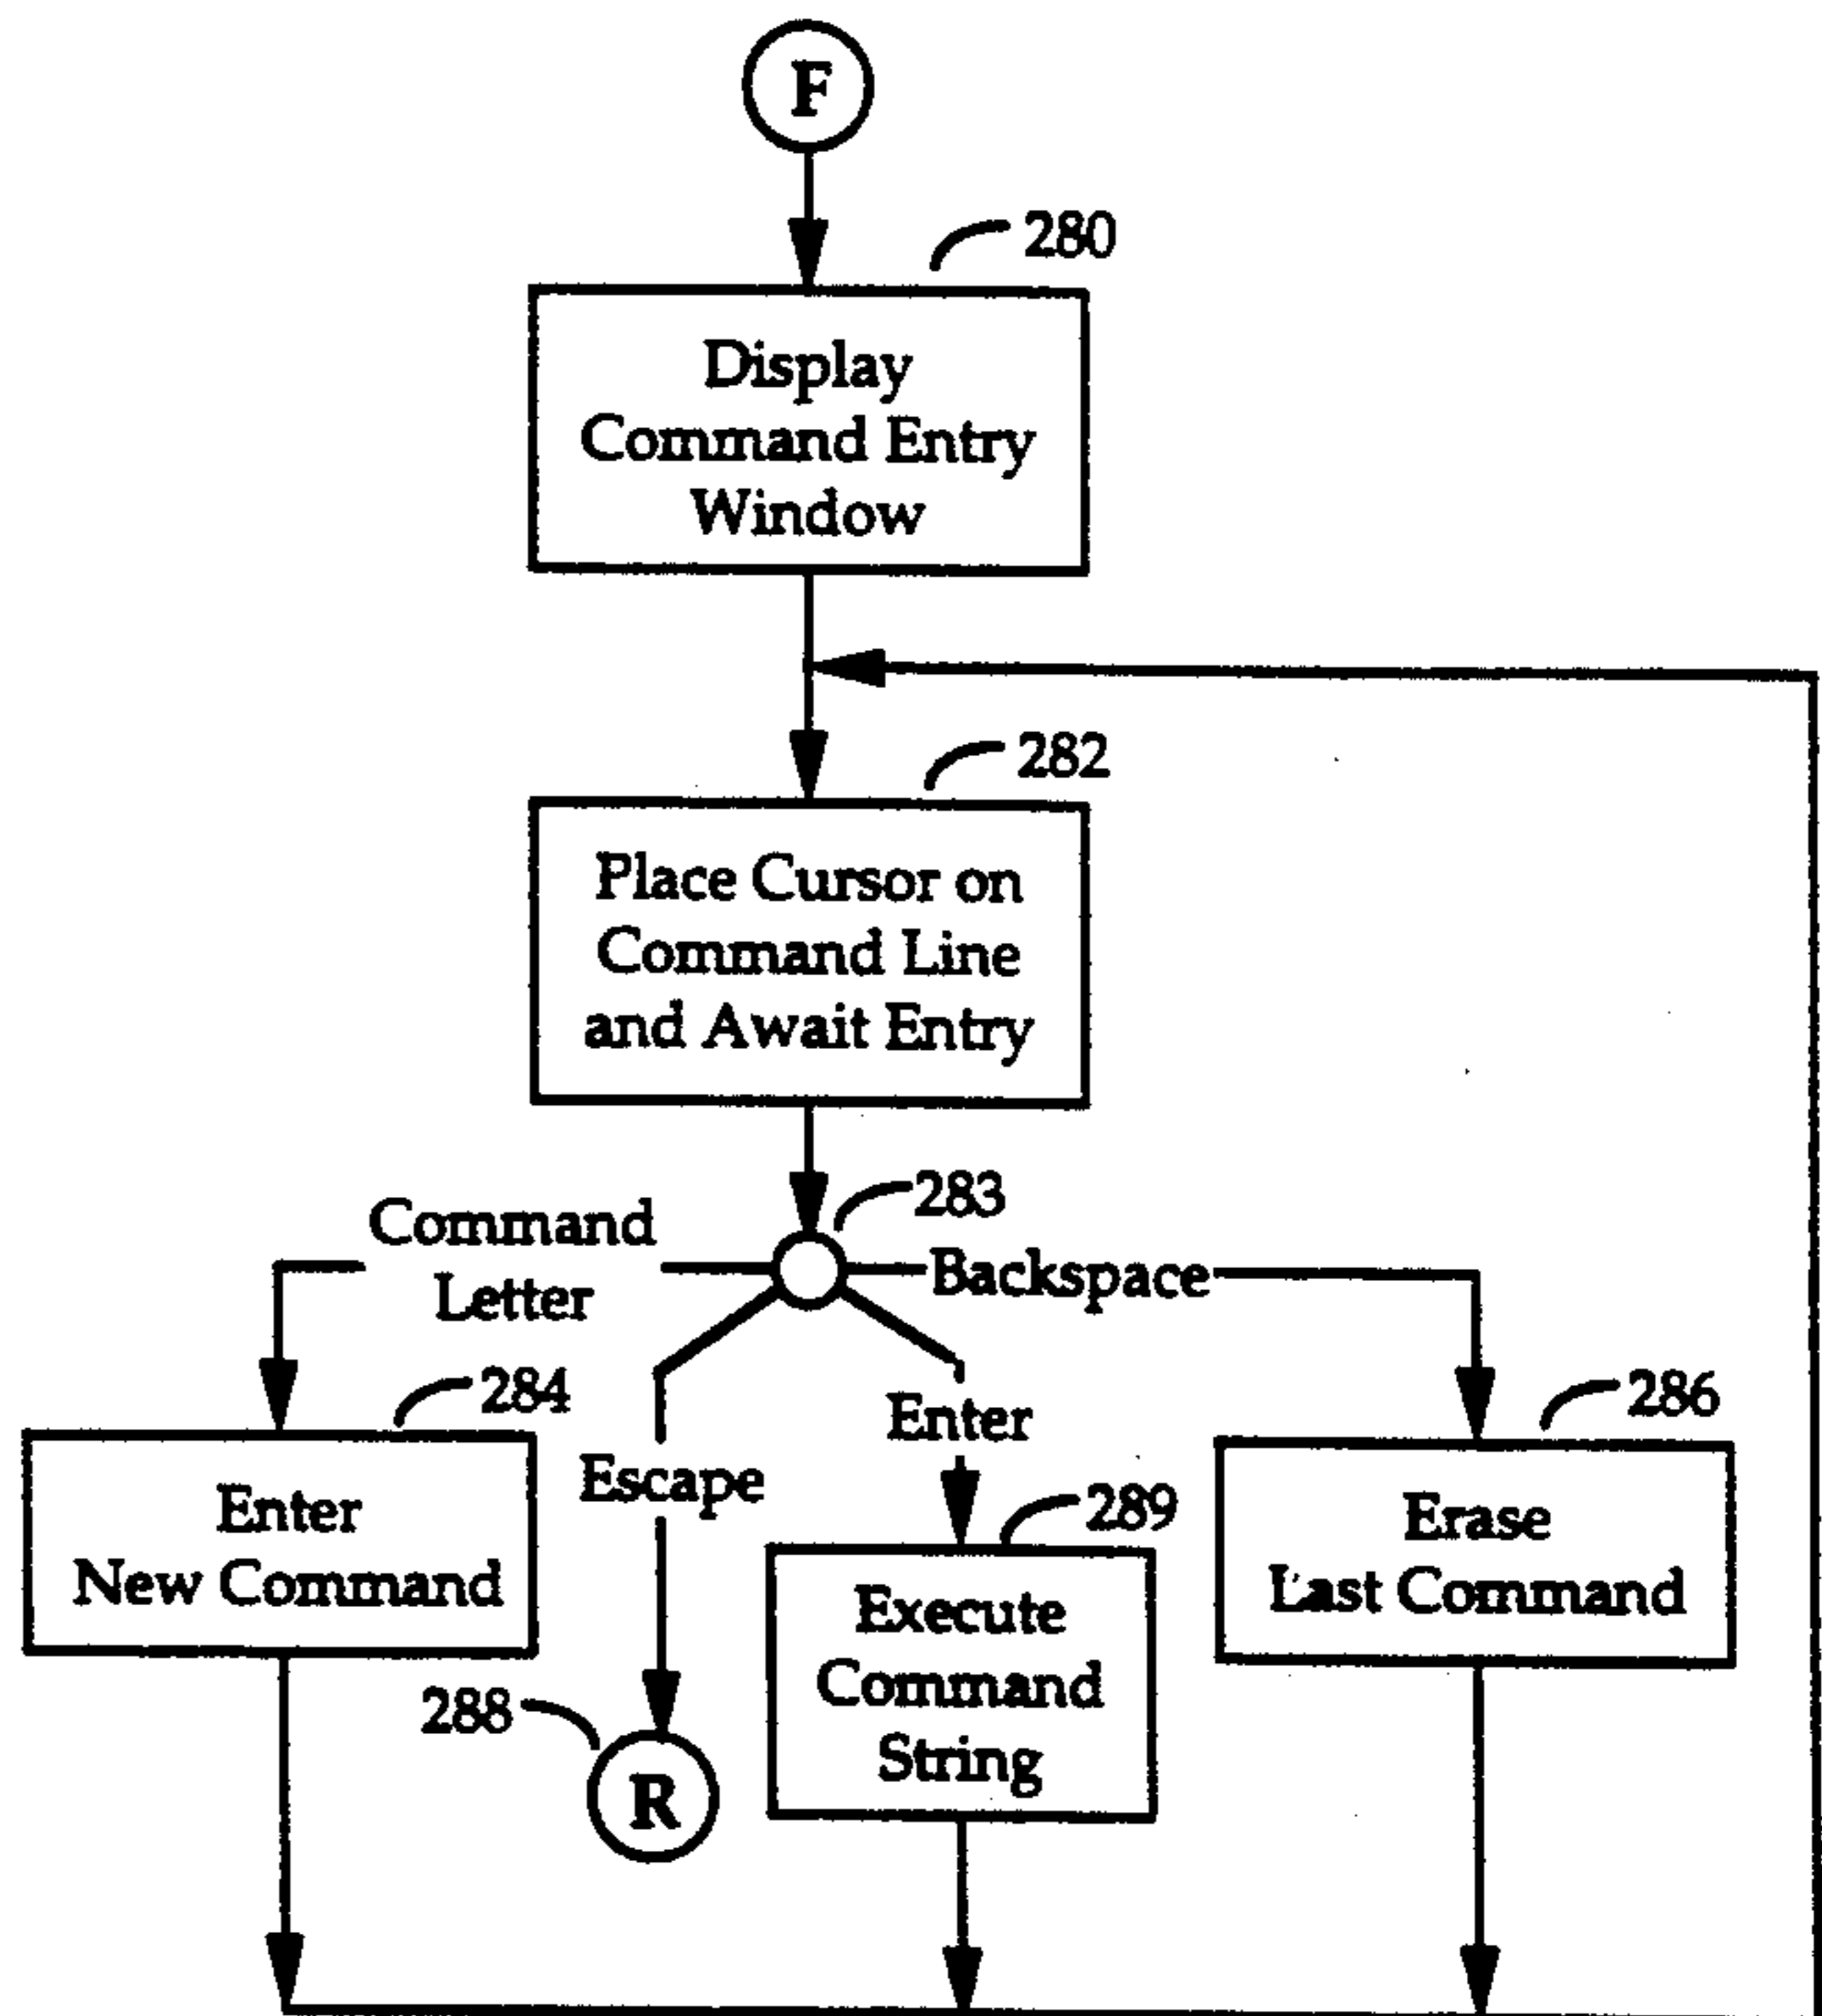 F
280
Display
Command Entry
Window
282
Place Cursor on
Command Line
and Await Entry
283
Command
Letter
Backspace
284
Enter
New Command
Escape
Enter
286
Erase
Last Command
289
Execute
Command
String
288
R